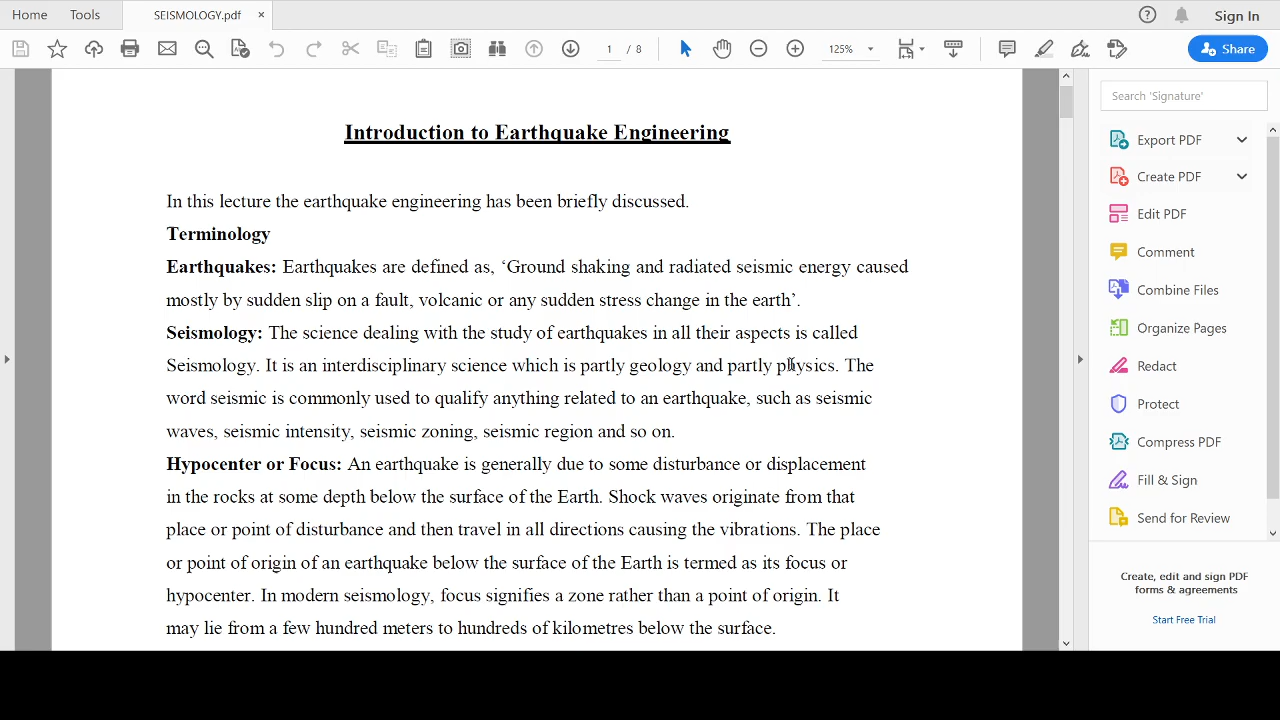 Home Tools SEISMOLOGY.pdf × Sign In
1 / 8 125% Share
Search 'Signature'
Export PDF
Create PDF
Edit PDF
Comment
Combine Files
Organize Pages
Redact
Protect
Compress PDF
Fill & Sign
Send for Review
Create, edit and sign PDF
forms & agreements
Start Free Trial
Introduction to Earthquake Engineering
In this lecture the earthquake engineering has been briefly discussed.
Terminology
Earthquakes: Earthquakes are defined as, ‘Ground shaking and radiated seismic energy caused
mostly by sudden slip on a fault, volcanic or any sudden stress change in the earth’.
Seismology: The science dealing with the study of earthquakes in all their aspects is called
Seismology. It is an interdisciplinary science which is partly geology and partly physics. The
word seismic is commonly used to qualify anything related to an earthquake, such as seismic
waves, seismic intensity, seismic zoning, seismic region and so on.
Hypocenter or Focus: An earthquake is generally due to some disturbance or displacement
in the rocks at some depth below the surface of the Earth. Shock waves originate from that
place or point of disturbance and then travel in all directions causing the vibrations. The place
or point of origin of an earthquake below the surface of the Earth is termed as its focus or
hypocenter. In modern seismology, focus signifies a zone rather than a point of origin. It
may lie from a few hundred meters to hundreds of kilometres below the surface.